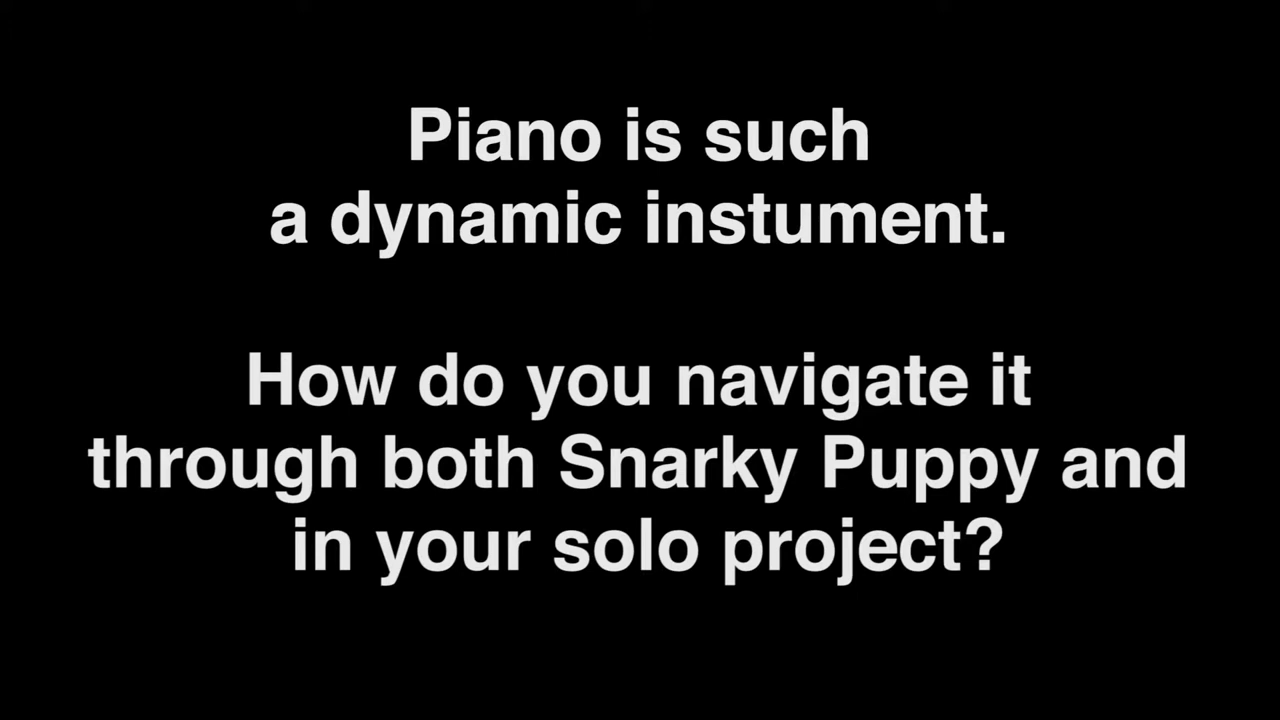 Piano is such
a dynamic instument.
How do you navigate it
through both Snarky Puppy and
in your solo project?